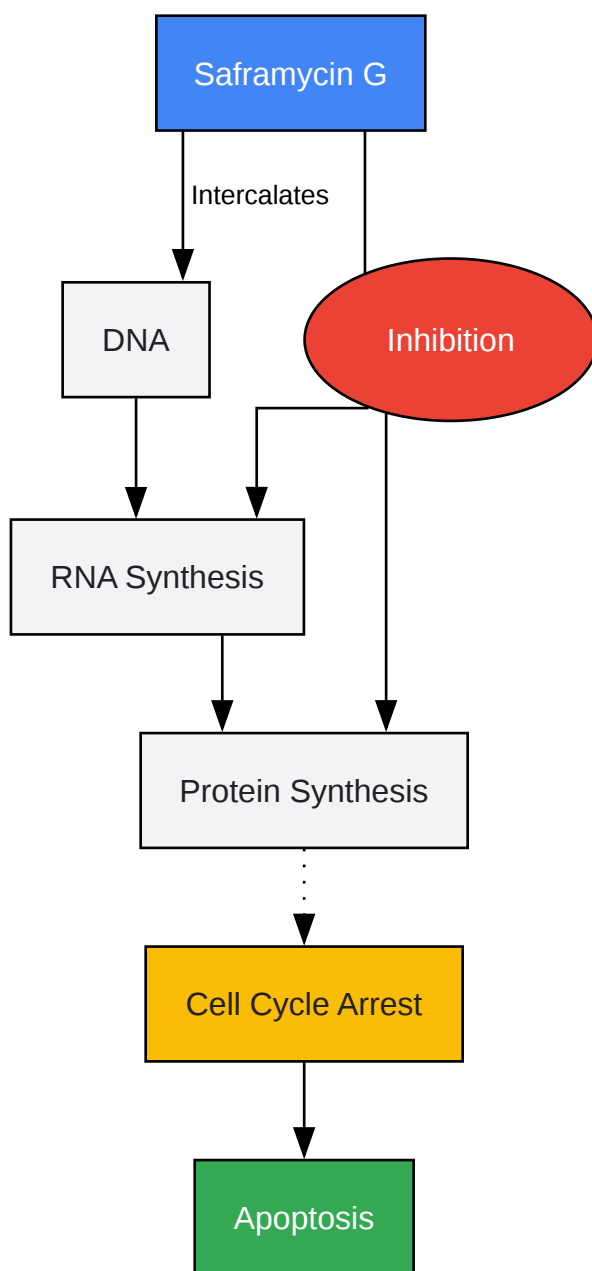 Saframycin G
Intercalates
DNA
Inhibition
RNA Synthesis
Protein Synthesis
Cell Cycle Arrest
Apoptosis